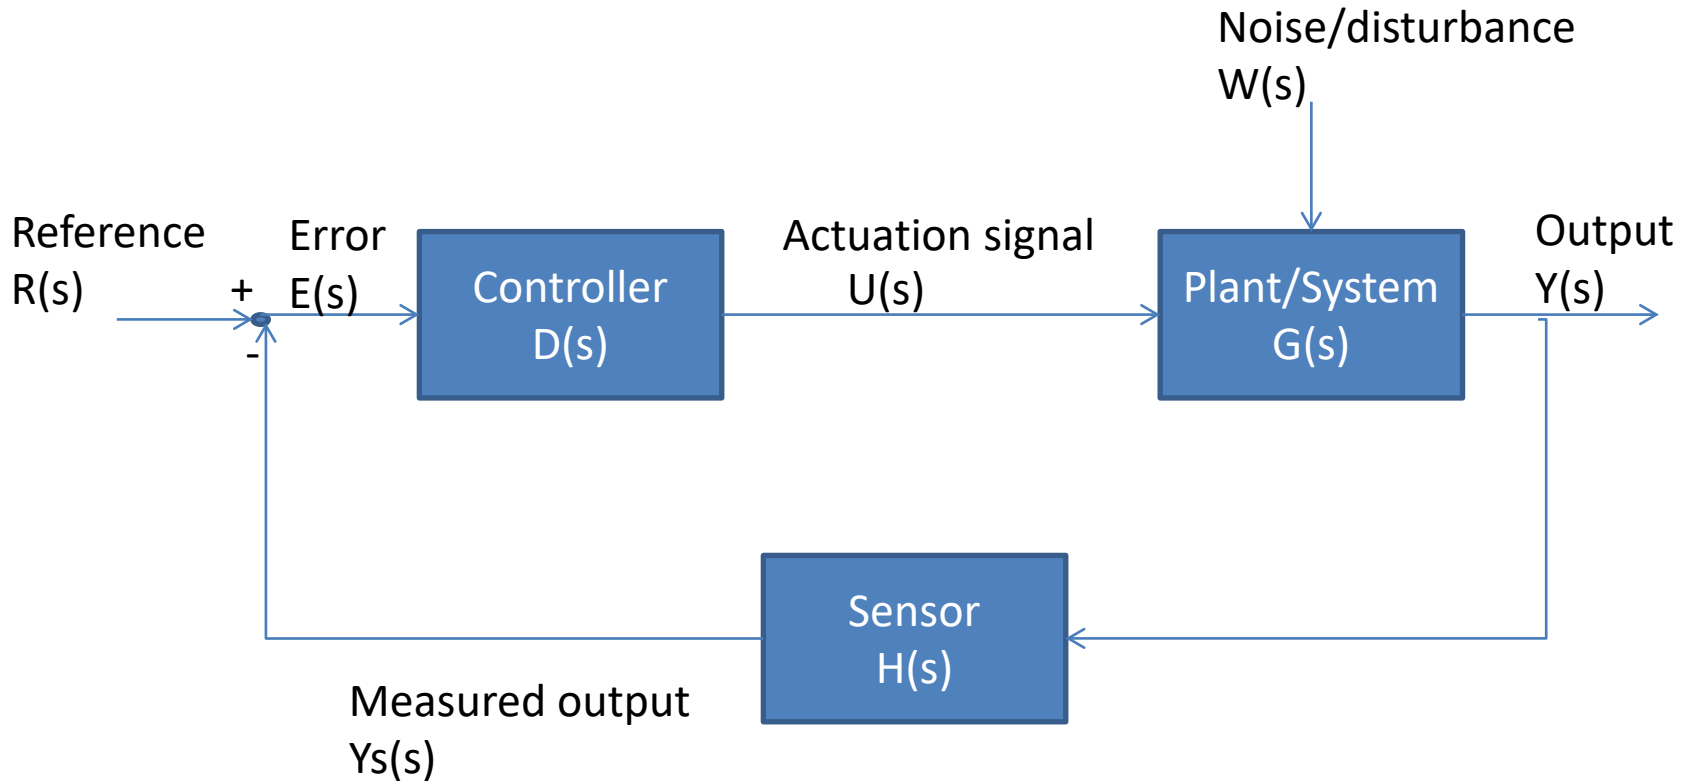 Noise/disturbance
W(s)
Reference
R(s)
+
-
Error
E(s)
Controller
D(s)
Actuation signal
U(s)
Plant/System
G(s)
Output
Y(s)
Sensor
H(s)
Measured output
Ys(s)